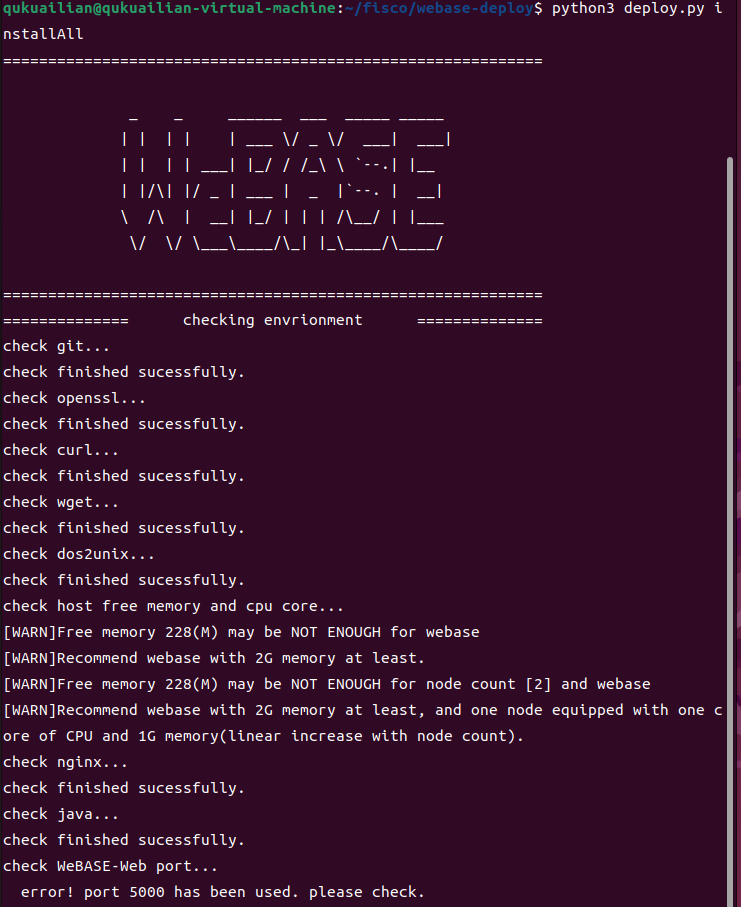 qukuailian@qukuailian-virtual-machine:~/fisco/webase-deploy$ python3 deploy.py i
nstallAll
============================================================
              _    _     ______  ___  _____ _____
             | |  | |    | ___ \/ _ \/  ___|  ___|
             | |  | | ___| |_/ / /_\ \ `--.| |__
             | |/\| |/ _ | ___ |  _  |`--. |  __|
             \  /\  |  __| |_/ | | | /\__/ | |___
              \/  \/ \___\____/\_| |_\____/\____/
============================================================
==============      checking envrionment      ==============
check git...
check finished sucessfully.
check openssl...
check finished sucessfully.
check curl...
check finished sucessfully.
check wget...
check finished sucessfully.
check dos2unix...
check finished sucessfully.
check host free memory and cpu core...
[WARN]Free memory 228(M) may be NOT ENOUGH for webase
[WARN]Recommend webase with 2G memory at least.
[WARN]Free memory 228(M) may be NOT ENOUGH for node count [2] and webase
[WARN]Recommend webase with 2G memory at least, and one node equipped with one c
ore of CPU and 1G memory(linear increase with node count).
check nginx...
check finished sucessfully.
check java...
check finished sucessfully.
check WeBASE-Web port...
  error! port 5000 has been used. please check.